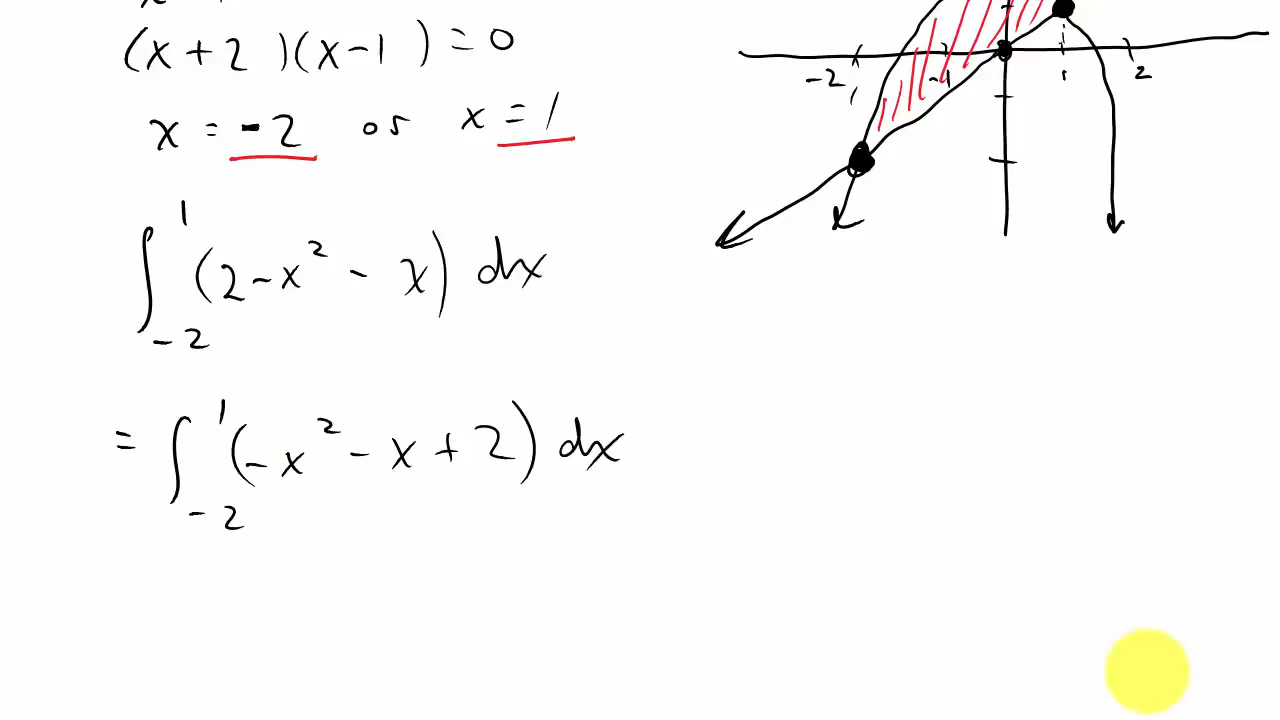 (x+2)(x-1) = 0
x = -2 or x = 1
∫_{-2}^{1} (2-x² - x) dx
= ∫_{-2}^{1} (-x² - x + 2) dx
-2 -1 1 2